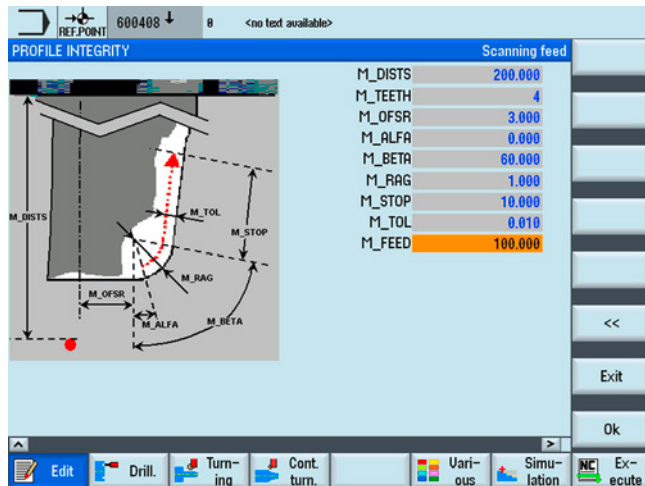 REF.POINT
600408
8 <no text available>
PROFILE INTEGRITY
Scanning feed
M_DISTS 200.000
M_TEETH 4
M_OFSR 3.000
M_ALFA 0.000
M_BETA 60.000
M_RAG 1.000
M_STOP 10.000
M_TOL 0.010
M_FEED 100.000
M_DISTS
M_TOL
M_STOP
M_RAG
M_OFSR
M_ALFA
M_BETA
<<
Exit
Ok
Edit
Drill.
Turn-
ing
Cont.
turn.
Vari-
ous
Simu-
lation
NC
Ex-
ecute